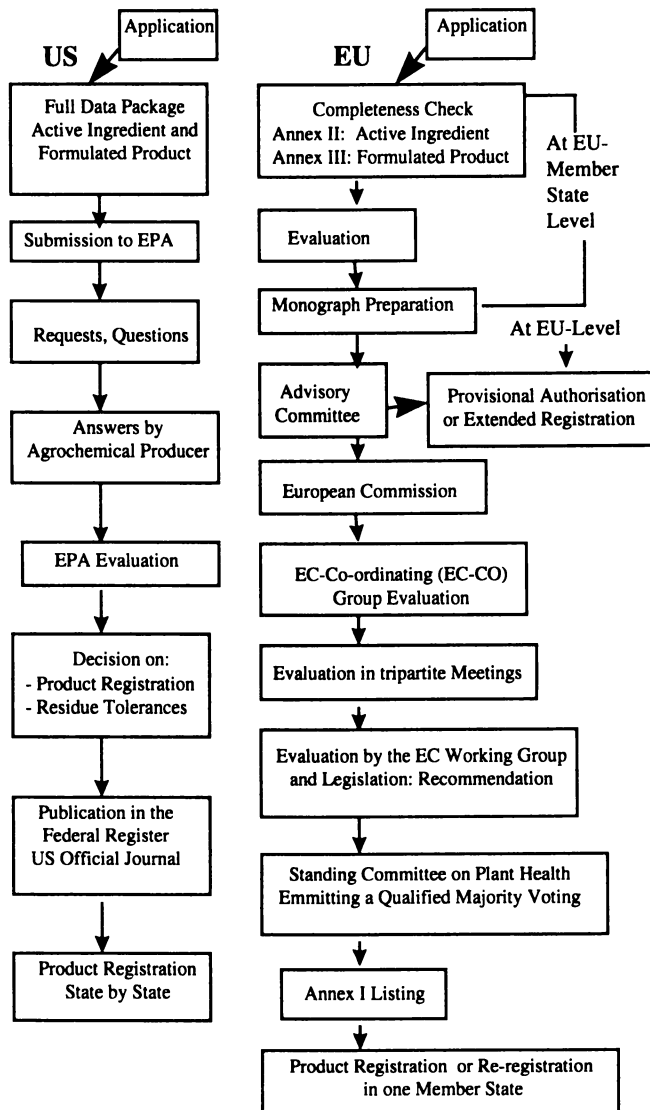 US
Application
Full Data Package
Active Ingredient and
Formulated Product
Submission to EPA
Requests, Questions
Answers by
Agrochemical Producer
EPA Evaluation
Decision on:
- Product Registration
- Residue Tolerances
Publication in the
Federal Register
US Official Journal
Product Registration
State by State
EU
Application
Completeness Check
Annex II: Active Ingredient
Annex III: Formulated Product
At EU-
Member
State
Level
Evaluation
Monograph Preparation
At EU-Level
Advisory
Committee
Provisional Authorisation
or Extended Registration
European Commission
EC-Co-ordinating (EC-CO)
Group Evaluation
Evaluation in tripartite Meetings
Evaluation by the EC Working Group
and Legislation: Recommendation
Standing Committee on Plant Health
Emmitting a Qualified Majority Voting
Annex I Listing
Product Registration or Re-registration
in one Member State